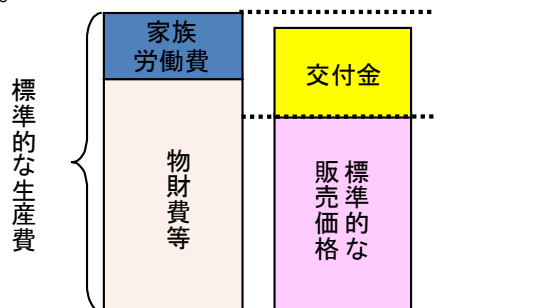 。
標準的な生産費
家族
労働費
物財費等
交付金
標準的な
販売価格